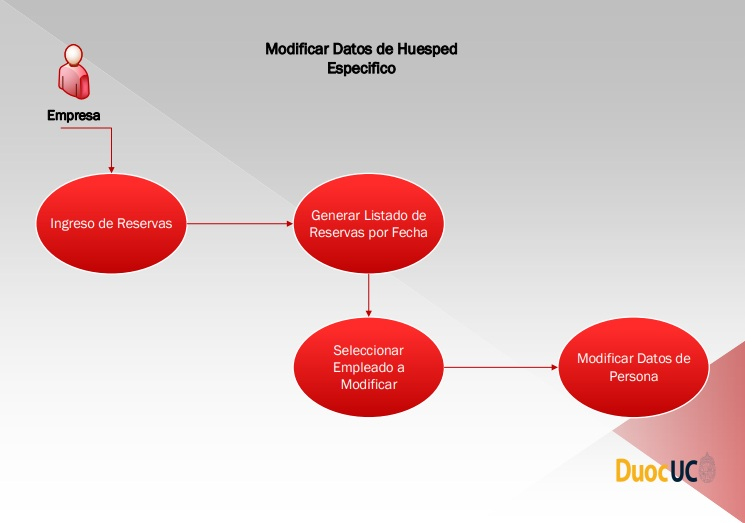 Modificar Datos de Huesped
Especifico
Empresa
Ingreso de Reservas
Generar Listado de
Reservas por Fecha
Seleccionar
Empleado a
Modificar
Modificar Datos de
Persona
DuocUC